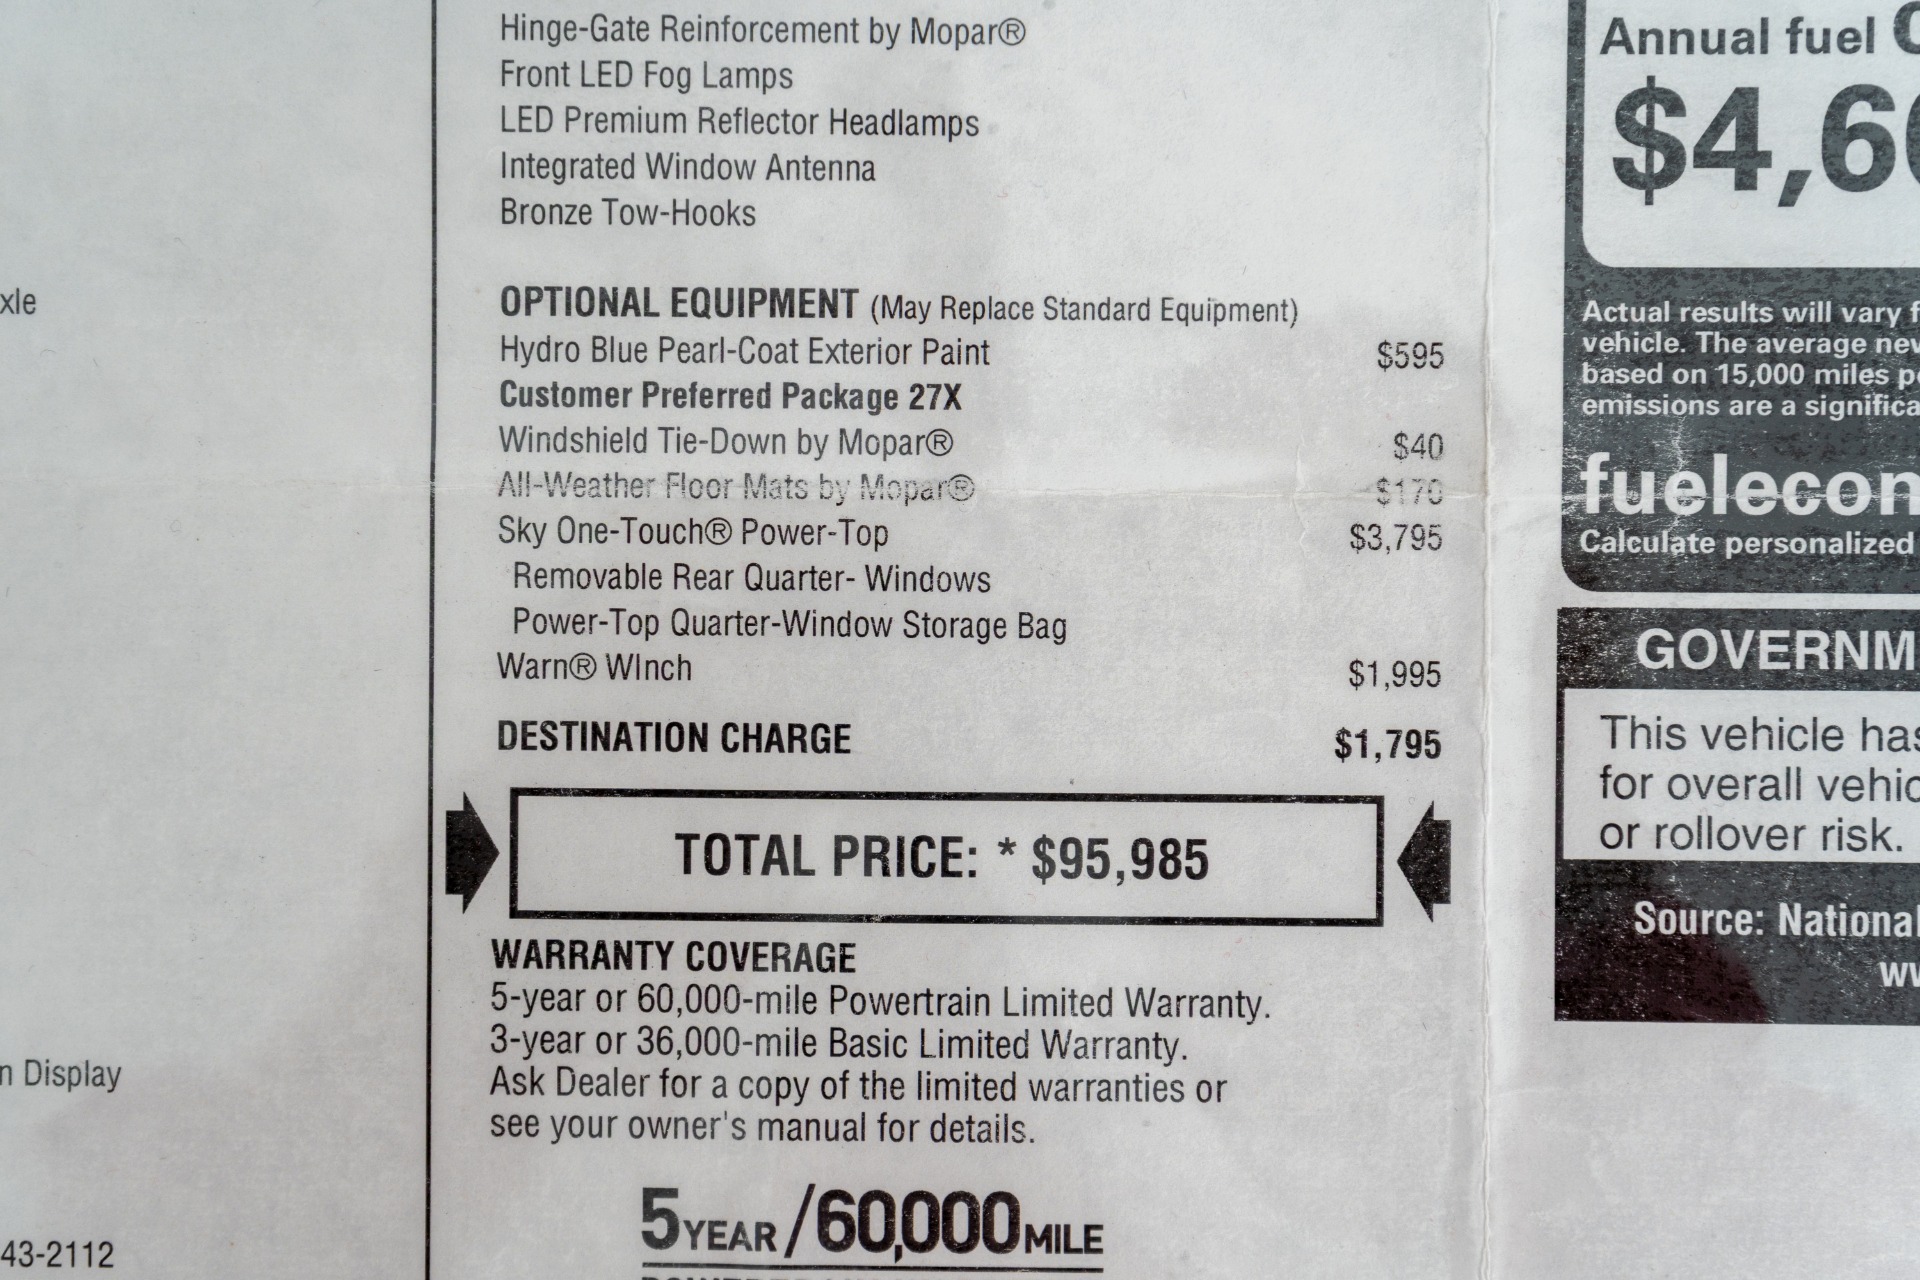 xle
n Display
43-2112
Hinge-Gate Reinforcement by Mopar®
Front LED Fog Lamps
LED Premium Reflector Headlamps
Integrated Window Antenna
Bronze Tow-Hooks
OPTIONAL EQUIPMENT (May Replace Standard Equipment)
Hydro Blue Pearl-Coat Exterior Paint $595
Customer Preferred Package 27X
Windshield Tie-Down by Mopar® $40
All-Weather Floor Mats by Mopar® $170
Sky One-Touch® Power-Top $3,795
Removable Rear Quarter- Windows
Power-Top Quarter-Window Storage Bag
Warn® WInch $1,995
DESTINATION CHARGE $1,795
TOTAL PRICE: * $95,985
WARRANTY COVERAGE
5-year or 60,000-mile Powertrain Limited Warranty.
3-year or 36,000-mile Basic Limited Warranty.
Ask Dealer for a copy of the limited warranties or
see your owner's manual for details.
5 YEAR / 60,000 MILE
Annual fuel
$4,6
Actual results will vary f
vehicle. The average new
based on 15,000 miles pe
emissions are a significa
fuelecon
Calculate personalized
GOVERNM
This vehicle has
for overall vehic
or rollover risk.
Source: National
ww